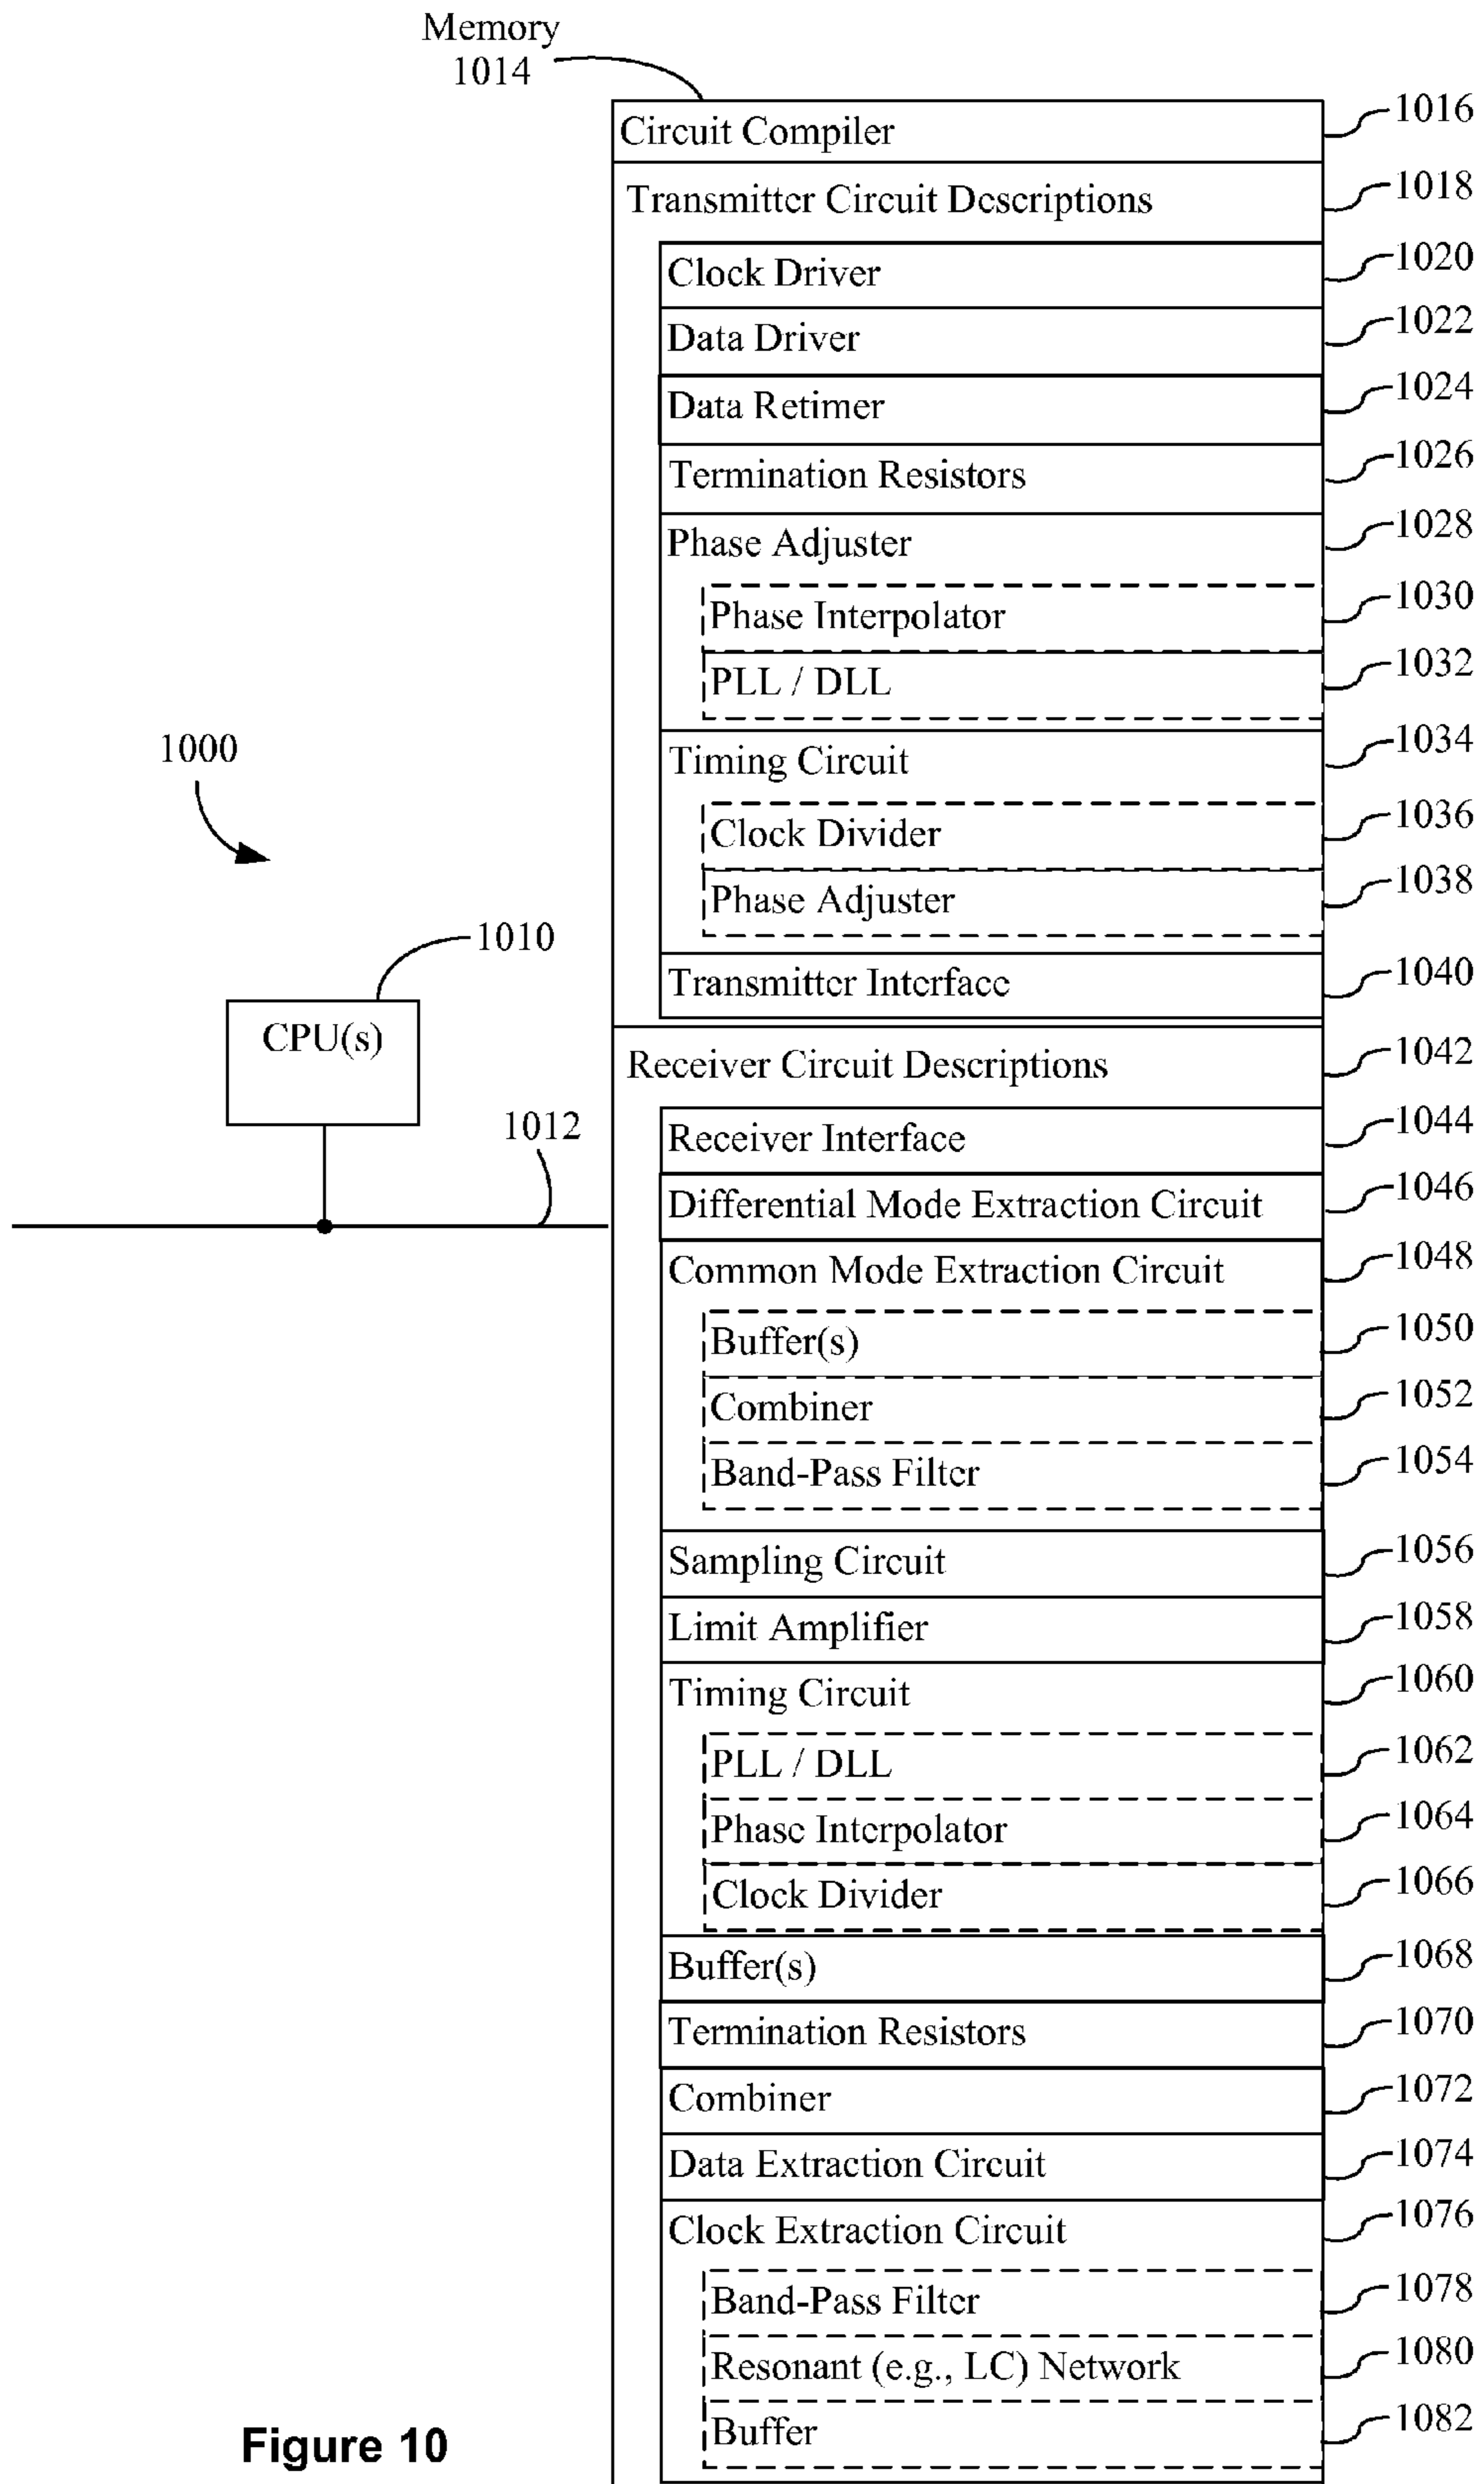 Memory
1014
Circuit Compiler 1016
Transmitter Circuit Descriptions 1018
Clock Driver 1020
Data Driver 1022
Data Retimer 1024
Termination Resistors 1026
Phase Adjuster 1028
Phase Interpolator 1030
PLL / DLL 1032
1000
Timing Circuit 1034
Clock Divider 1036
Phase Adjuster 1038
1010
Transmitter Interface 1040
CPU(s)
Receiver Circuit Descriptions 1042
1012
Receiver Interface 1044
Differential Mode Extraction Circuit 1046
Common Mode Extraction Circuit 1048
Buffer(s) 1050
Combiner 1052
Band-Pass Filter 1054
Sampling Circuit 1056
Limit Amplifier 1058
Timing Circuit 1060
PLL / DLL 1062
Phase Interpolator 1064
Clock Divider 1066
Buffer(s) 1068
Termination Resistors 1070
Combiner 1072
Data Extraction Circuit 1074
Clock Extraction Circuit 1076
Band-Pass Filter 1078
Resonant (e.g., LC) Network 1080
Buffer 1082
Figure 10